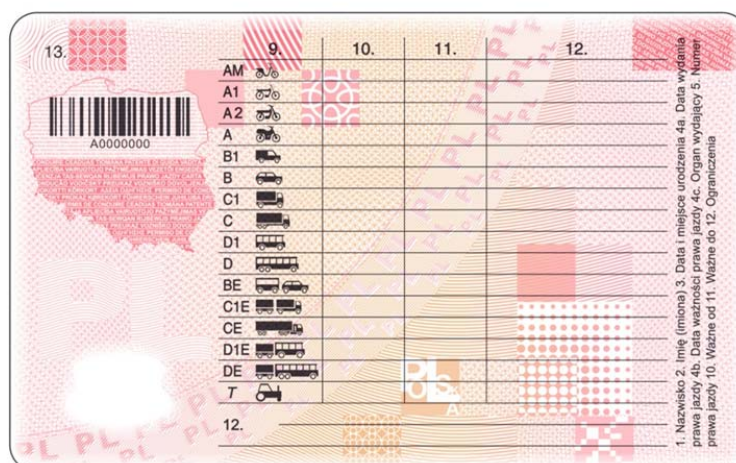 13.
9. 10. 11. 12.
A0000000
AM
A1
A2
A
B1
B
C1
C
D1
D
BE
C1E
CE
D1E
DE
T
12.
1. Nazwisko 2. Imię (imiona) 3. Data i miejsce urodzenia 4a. Data wydania
prawa jazdy 4b. Data ważności prawa jazdy 4c. Organ wydający 5. Numer
prawa jazdy 10. Ważne od 11. Ważne do 12. Ograniczenia
PL